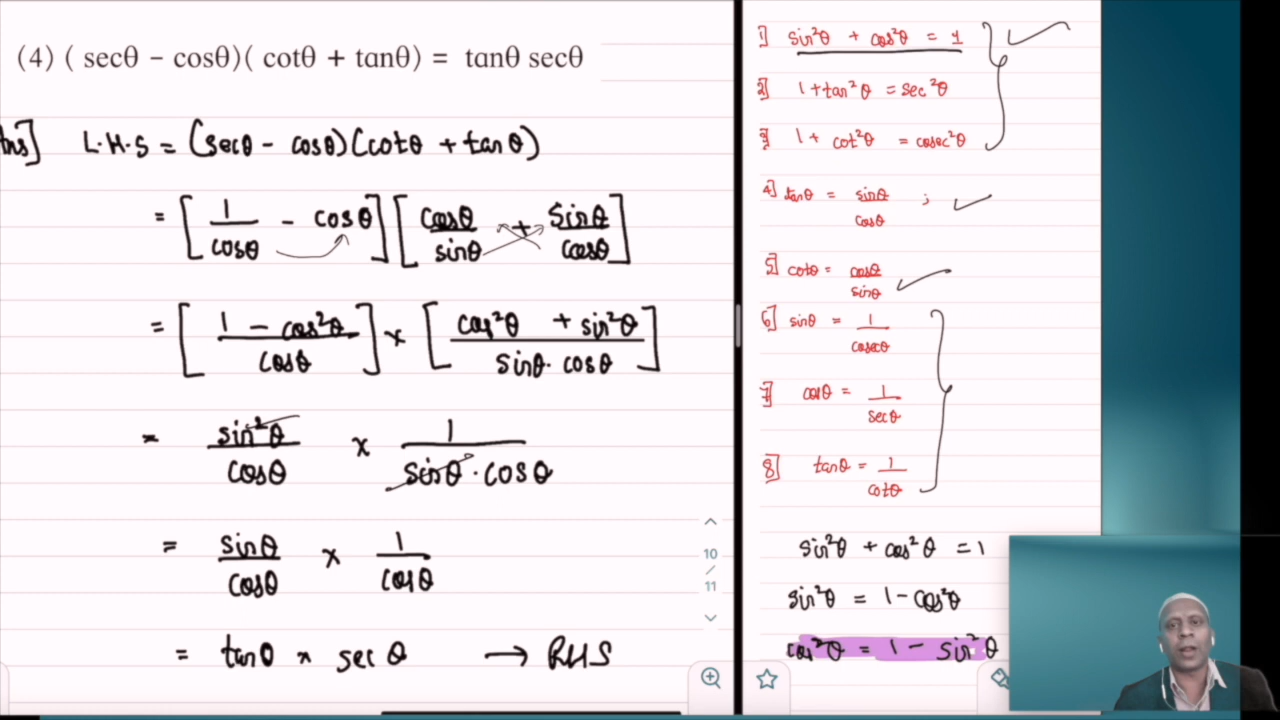 (4) ( secθ – cosθ)( cotθ + tanθ) = tanθ secθ
ns] L.H.S = (secθ - cosθ)(cotθ + tanθ)
= [1/cosθ - cosθ] [cosθ/sinθ + sinθ/cosθ]
= [(1 - cos²θ)/cosθ] × [(cos²θ + sin²θ)/(sinθ·cosθ)]
= sin²θ/cosθ × 1/(sinθ·cosθ)
= sinθ/cosθ × 1/cosθ
= tanθ × secθ → RHS
10
/
11
1] sin²θ + cos²θ = 1
2] 1+tan²θ = sec²θ
3] 1 + cot²θ = cosec²θ
4] tanθ = sinθ/cosθ ;
5] cotθ = cosθ/sinθ
6] sinθ = 1/cosecθ
7] cosθ = 1/secθ
8] tanθ = 1/cotθ
sin²θ + cos²θ = 1
sin²θ = 1 - cos²θ
cos²θ = 1 - sin²θ